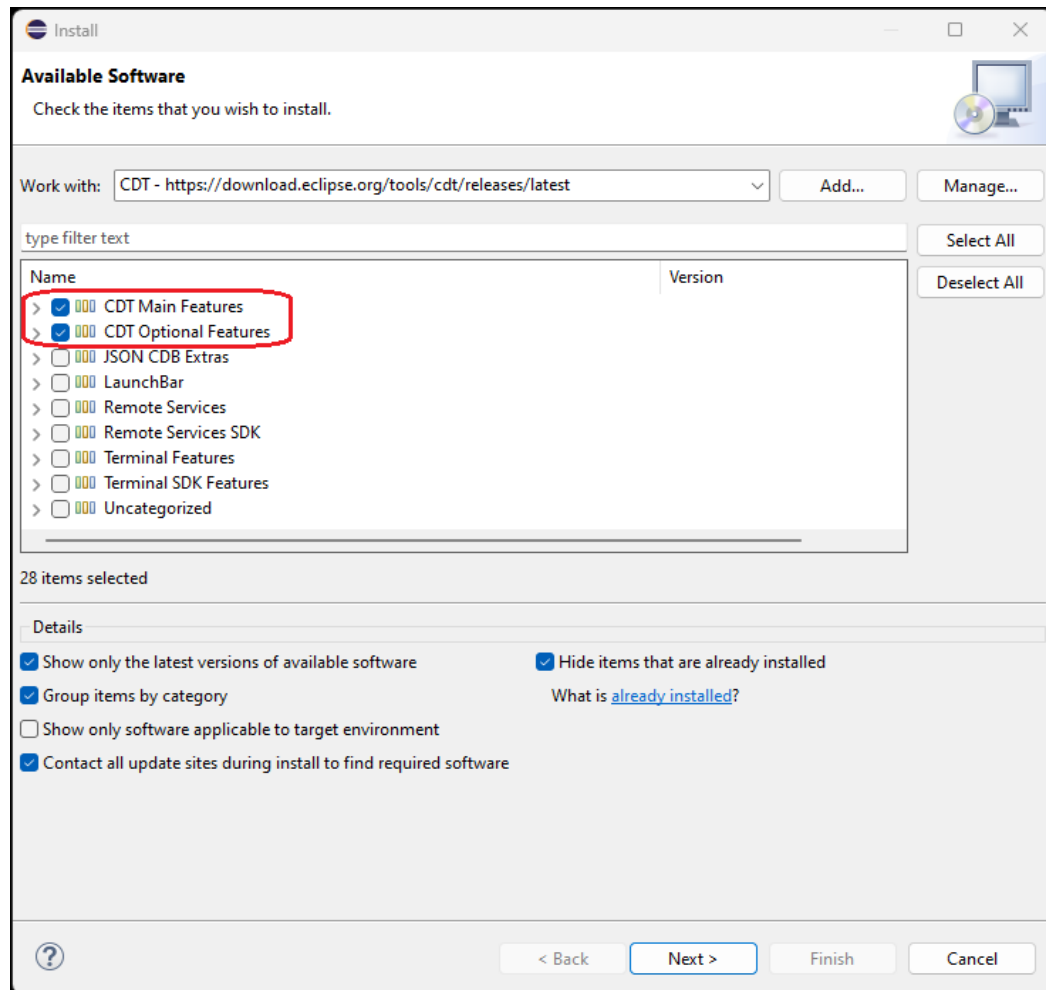 Install
Available Software
Check the items that you wish to install.
Work with: CDT - https://download.eclipse.org/tools/cdt/releases/latest Add... Manage...
type filter text Select All
Name Version Deselect All
CDT Main Features
CDT Optional Features
JSON CDB Extras
LaunchBar
Remote Services
Remote Services SDK
Terminal Features
Terminal SDK Features
Uncategorized
28 items selected
Details
Show only the latest versions of available software Hide items that are already installed
Group items by category What is already installed?
Show only software applicable to target environment
Contact all update sites during install to find required software
? < Back Next > Finish Cancel